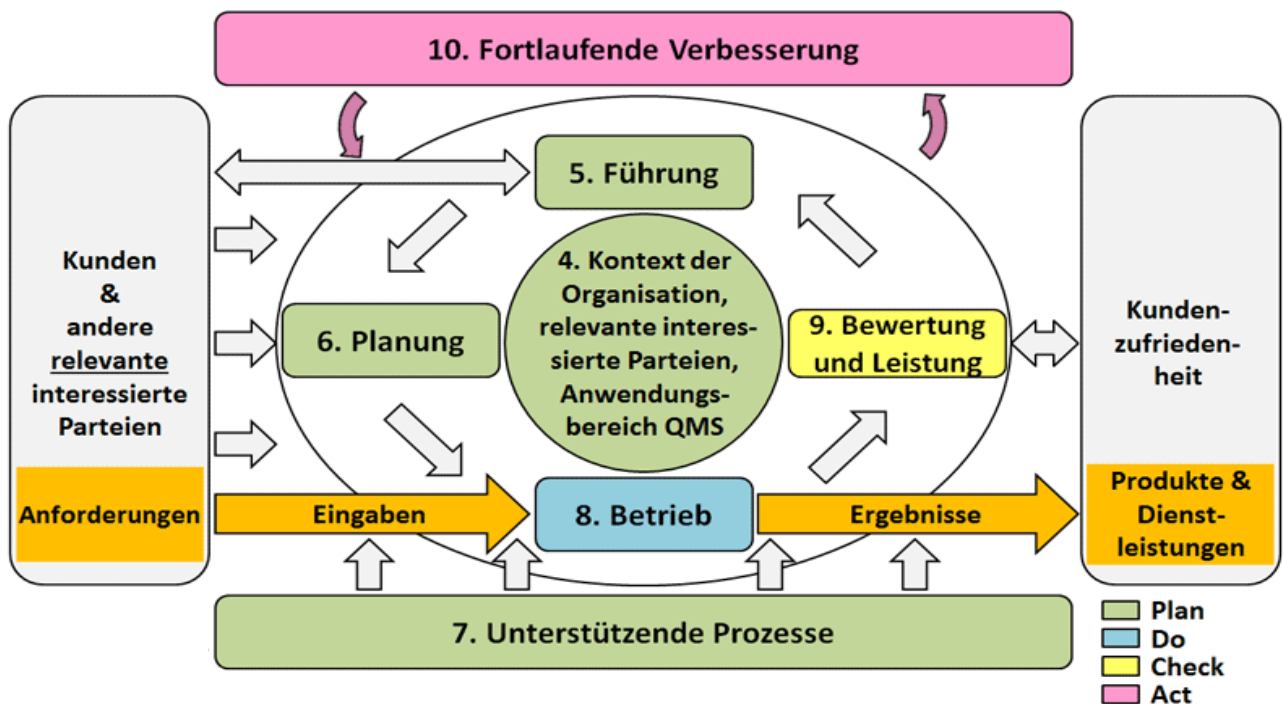 10. Fortlaufende Verbesserung
Kunden
&
andere
relevante
interessierte
Parteien
Anforderungen
5. Führung
4. Kontext der
Organisation,
relevante interes-
sierte Parteien,
Anwendungs-
bereich QMS
6. Planung
9. Bewertung
und Leistung
Eingaben
8. Betrieb
Ergebnisse
Kunden-
zufrieden-
heit
Produkte &
Dienst-
leistungen
7. Unterstützende Prozesse
Plan
Do
Check
Act